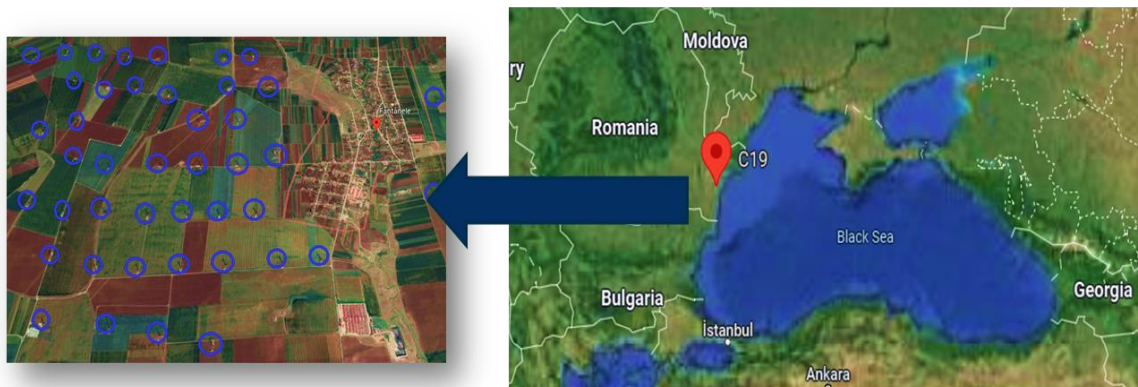 Fântânele
Moldova
ry
Romania
C19
Black Sea
Bulgaria
Georgia
İstanbul
Ankara